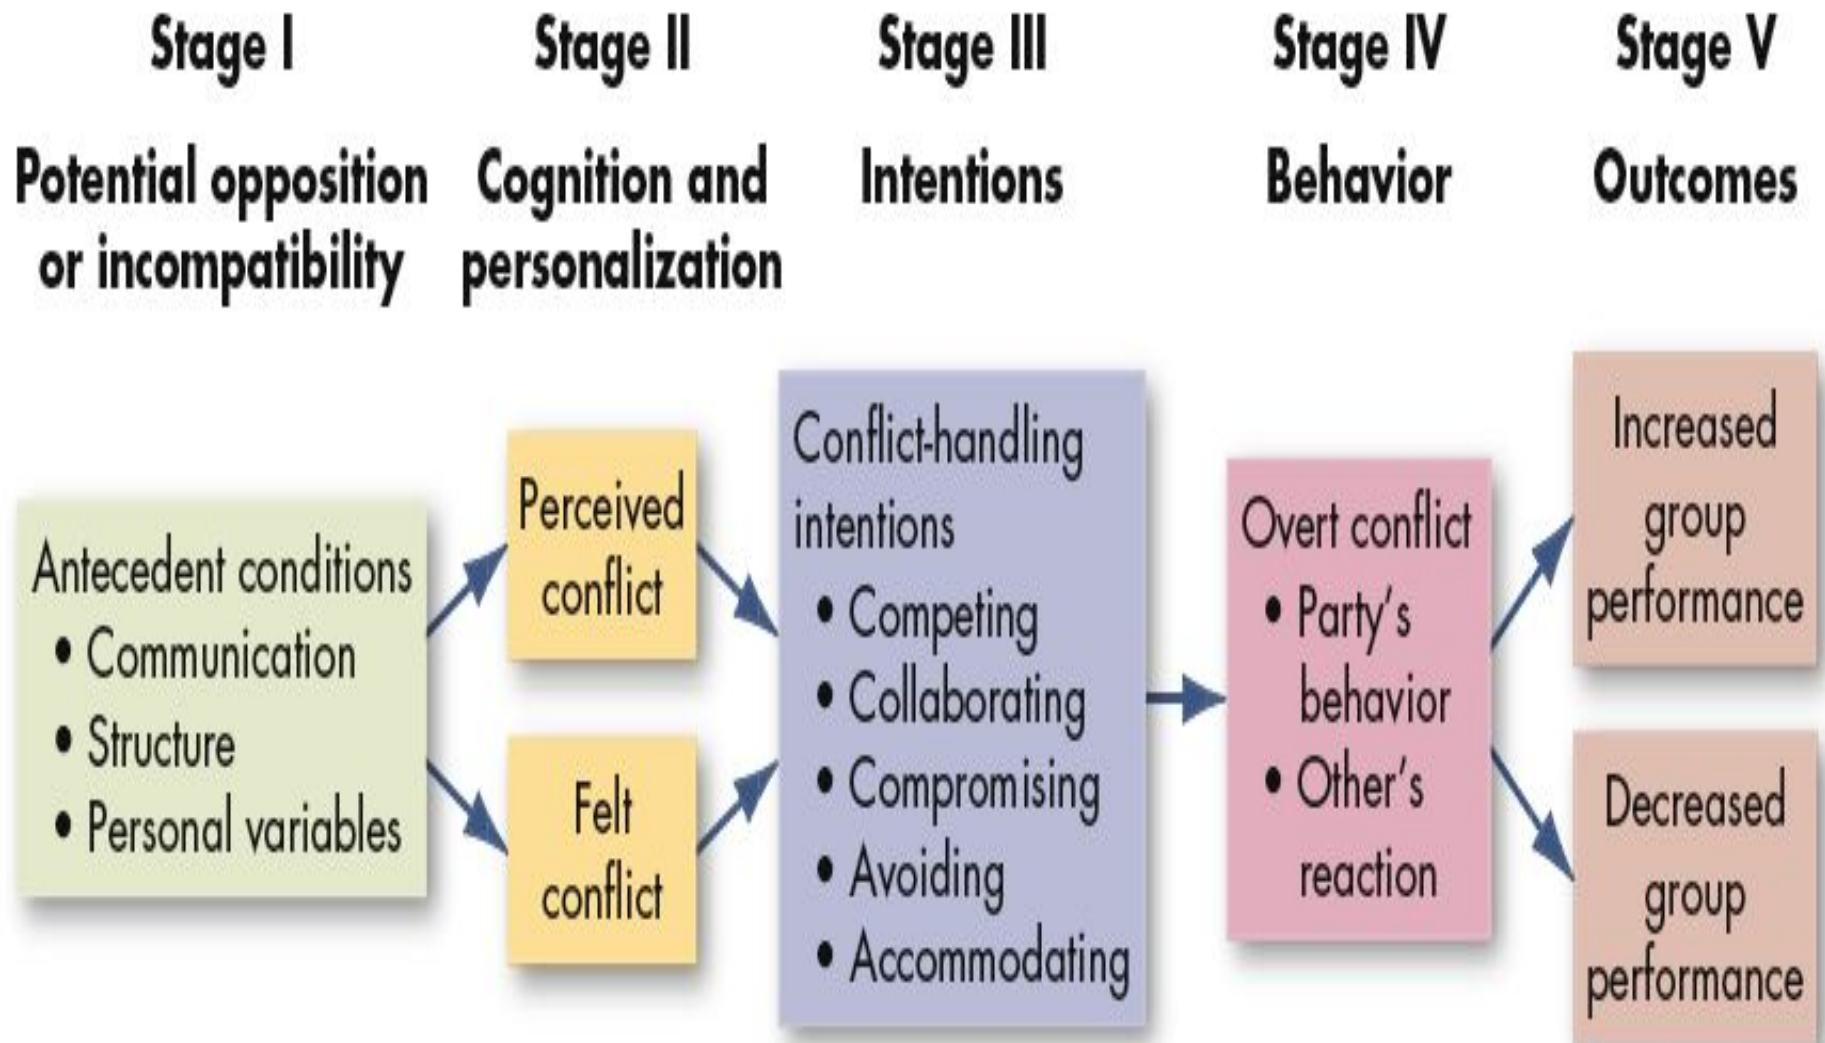 Stage I
Potential opposition
or incompatibility
Stage II
Cognition and
personalization
Stage III
Intentions
Stage IV
Behavior
Stage V
Outcomes
Antecedent conditions
• Communication
• Structure
• Personal variables
Perceived
conflict
Felt
conflict
Conflict-handling
intentions
• Competing
• Collaborating
• Compromising
• Avoiding
• Accommodating
Overt conflict
• Party’s
behavior
• Other’s
reaction
Increased
group
performance
Decreased
group
performance